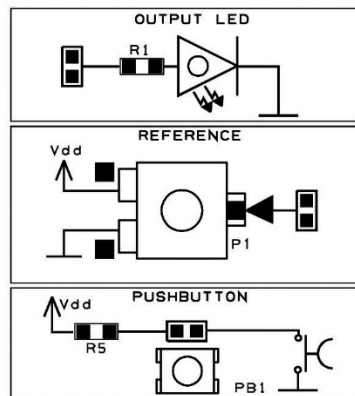 OUTPUT LED
R1
REFERENCE
Vdd
P1
PUSHBUTTON
Vdd
R5
PB1